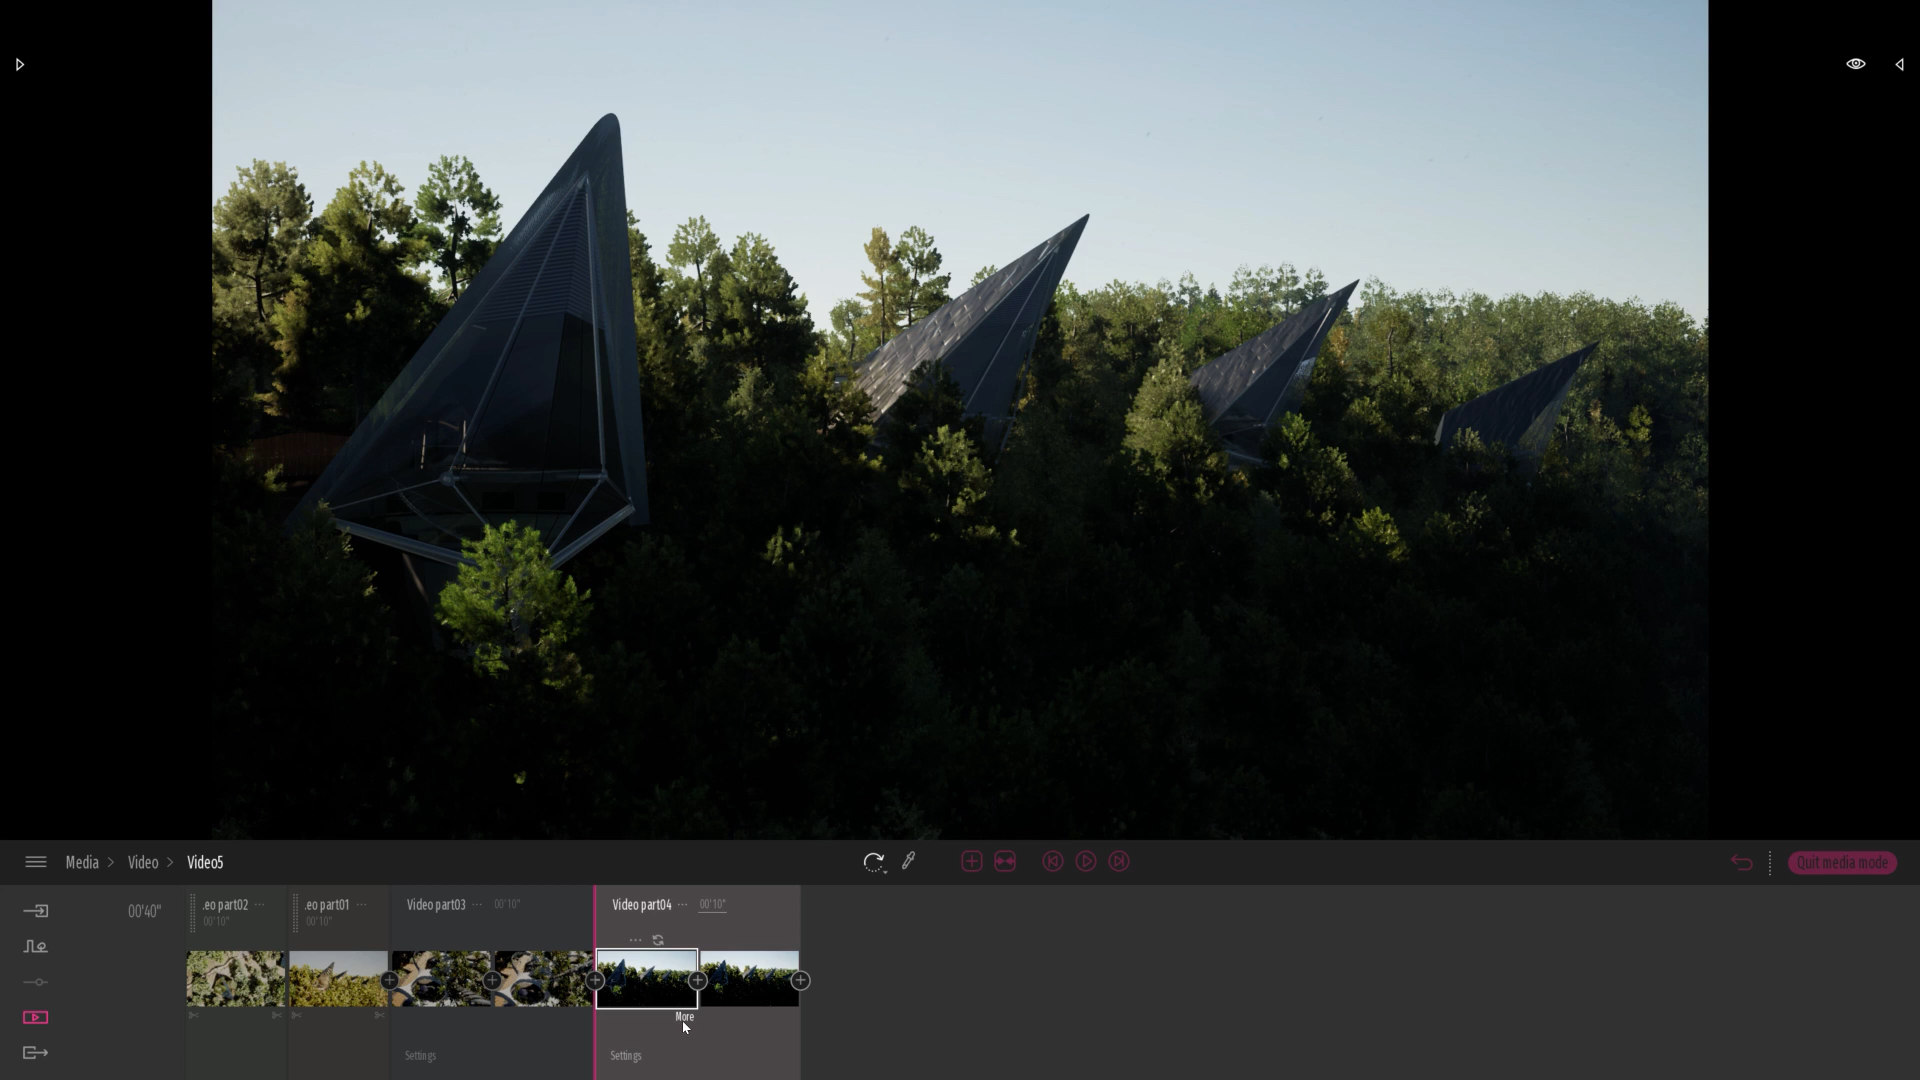 Media > Video > Video5
Quit media mode
00'40"
.eo part02 ···
00'10"
.eo part01 ···
00'10"
Video part03 ··· 00'10"
Video part04 ··· 00'10"
More
Settings
Settings